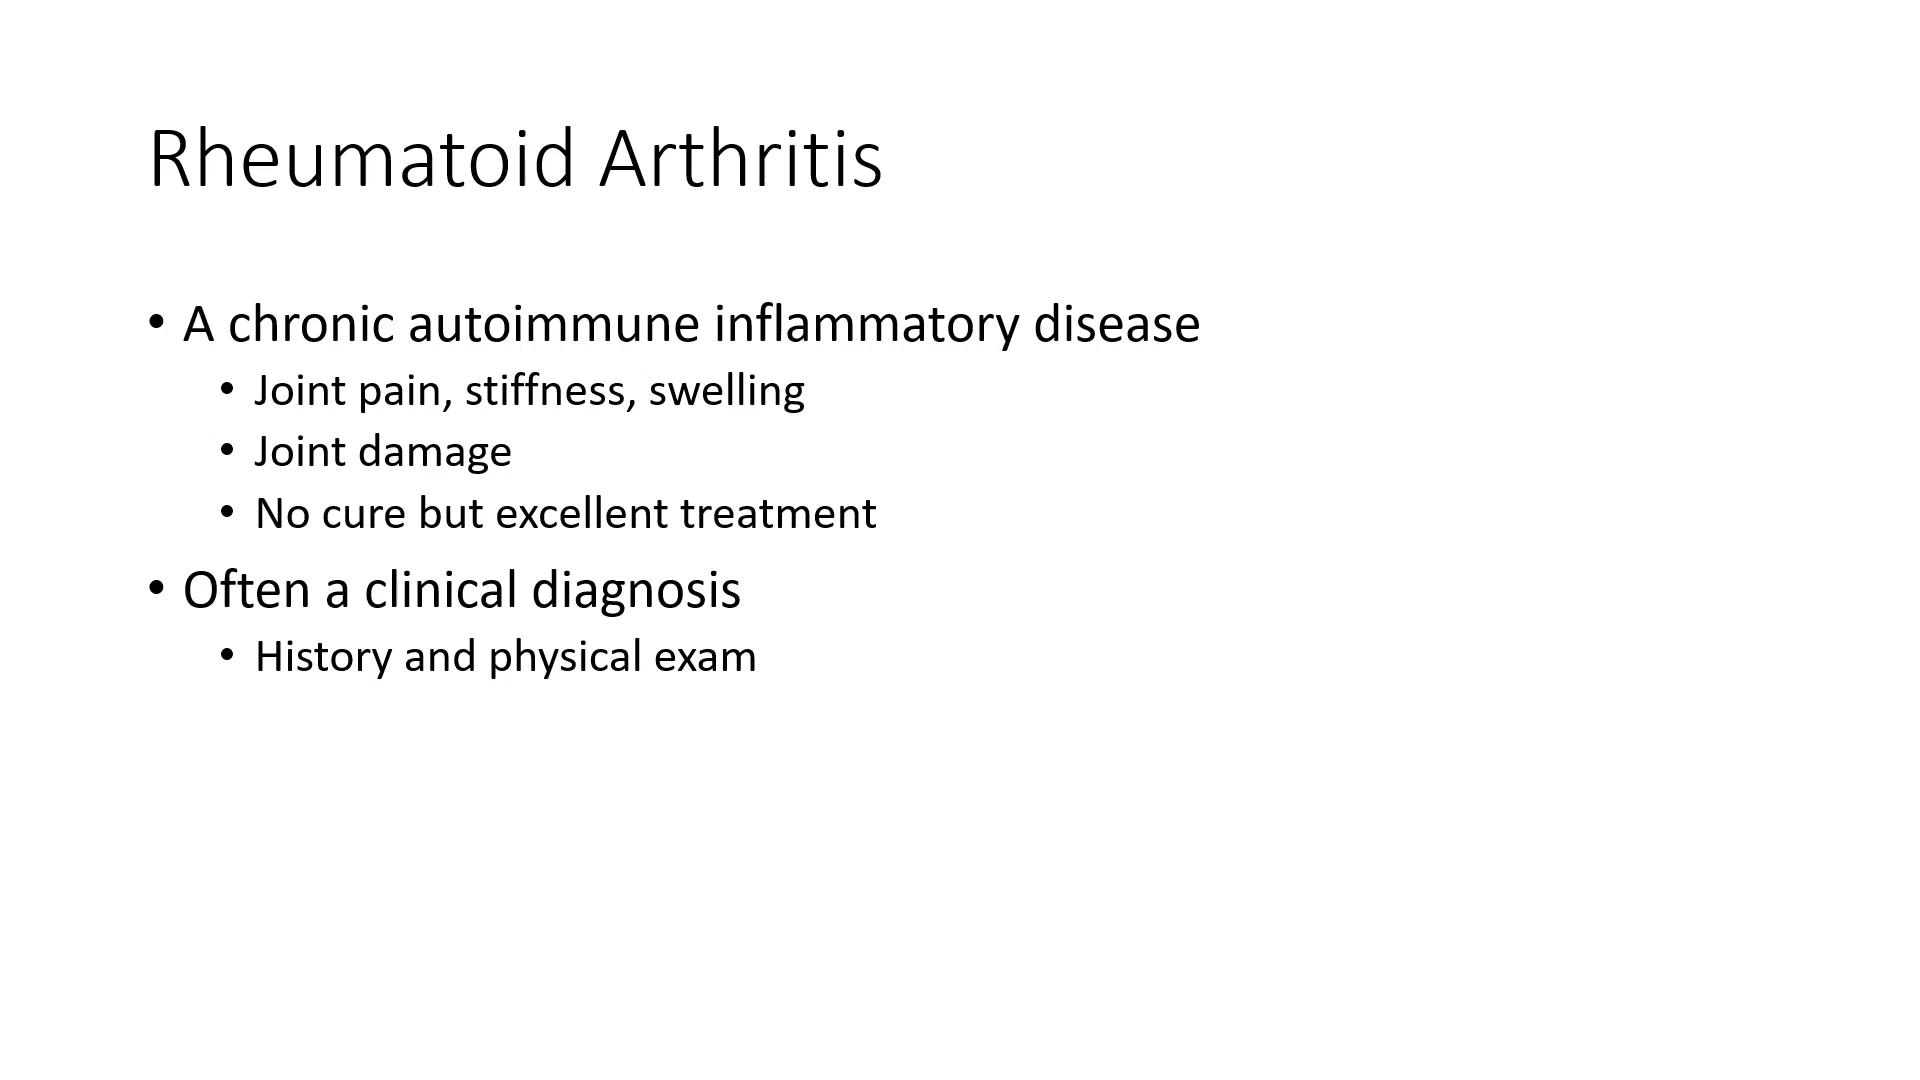 Rheumatoid Arthritis
• A chronic autoimmune inflammatory disease
• Joint pain, stiffness, swelling
• Joint damage
• No cure but excellent treatment
• Often a clinical diagnosis
• History and physical exam